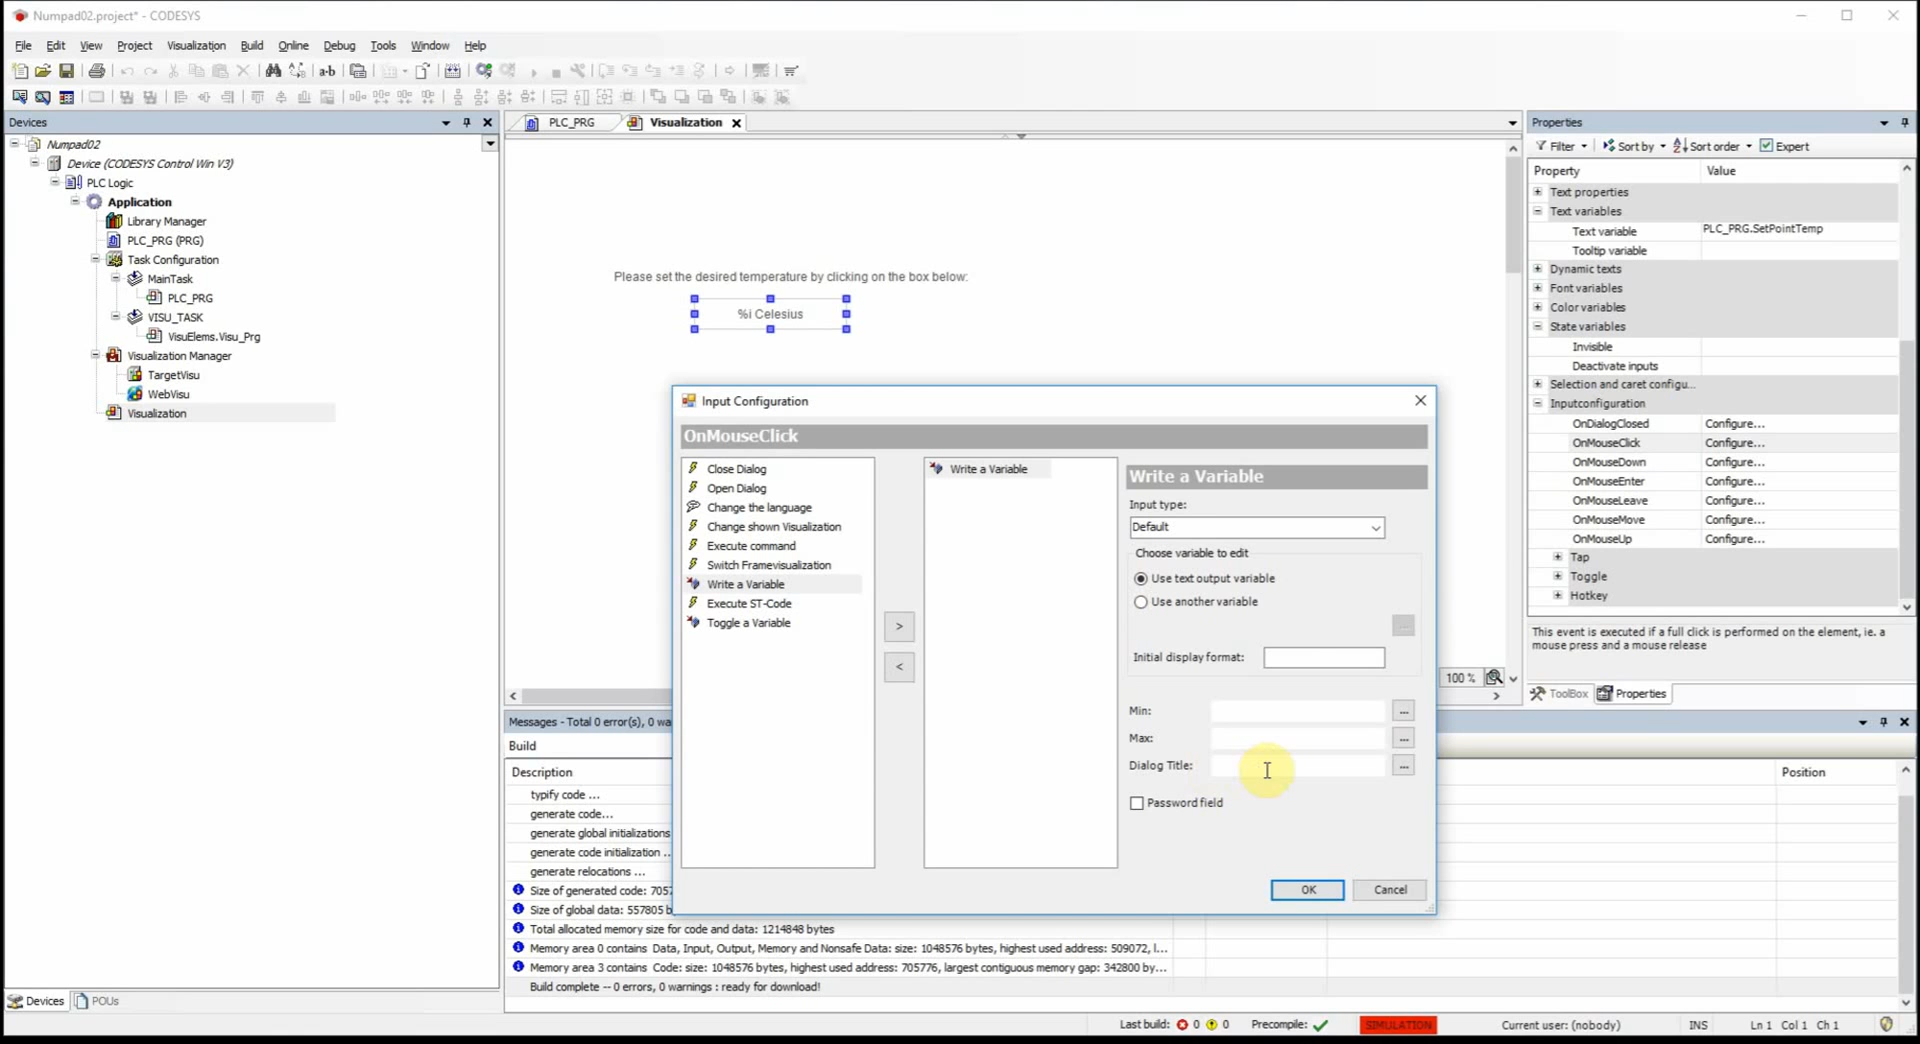 Numpad02.project* - CODESYS
File Edit View Project Visualization Build Online Debug Tools Window Help
Devices
Numpad02
Device (CODESYS Control Win V3)
PLC Logic
Application
Library Manager
PLC_PRG (PRG)
Task Configuration
MainTask
PLC_PRG
VISU_TASK
VisuElems.Visu_Prg
Visualization Manager
TargetVisu
WebVisu
Visualization
Devices POUs
PLC_PRG Visualization
Please set the desired temperature by clicking on the box below:
%i Celesius
100 %
Input Configuration
OnMouseClick
Close Dialog
Open Dialog
Change the language
Change shown Visualization
Execute command
Switch Framevisualization
Write a Variable
Execute ST-Code
Toggle a Variable
>
<
Write a Variable
Write a Variable
Input type:
Default
Choose variable to edit
Use text output variable
Use another variable
...
Initial display format:
Min: ...
Max: ...
Dialog Title: ...
Password field
OK Cancel
Messages - Total 0 error(s), 0 wa
Build
Description Position
typify code ...
generate code...
generate global initializations
generate code initialization ..
generate relocations ...
Size of generated code: 7057
Size of global data: 557805 b
Total allocated memory size for code and data: 1214848 bytes
Memory area 0 contains Data, Input, Output, Memory and Nonsafe Data: size: 1048576 bytes, highest used address: 509072, l...
Memory area 3 contains Code: size: 1048576 bytes, highest used address: 705776, largest contiguous memory gap: 342800 by...
Build complete -- 0 errors, 0 warnings : ready for download!
Properties
Filter Sort by Sort order Expert
Property Value
Text properties
Text variables
Text variable PLC_PRG.SetPointTemp
Tooltip variable
Dynamic texts
Font variables
Color variables
State variables
Invisible
Deactivate inputs
Selection and caret configu...
Inputconfiguration
OnDialogClosed Configure...
OnMouseClick Configure...
OnMouseDown Configure...
OnMouseEnter Configure...
OnMouseLeave Configure...
OnMouseMove Configure...
OnMouseUp Configure...
Tap
Toggle
Hotkey
This event is executed if a full click is performed on the element, ie. a
mouse press and a mouse release
ToolBox Properties
Last build: 0 0 Precompile: SIMULATION Current user: (nobody) INS Ln 1 Col 1 Ch 1